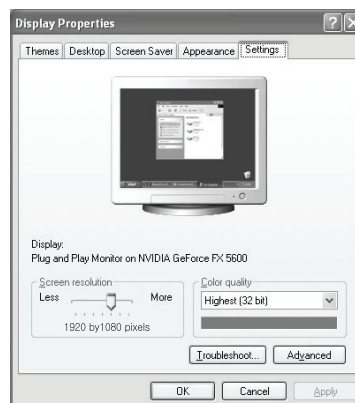 Display Properties
Themes Desktop Screen Saver Appearance Settings
Display:
Plug and Play Monitor on NVIDIA GeForce FX 5600
Screen resolution
Less More
1920 by1080 pixels
Color quality
Highest (32 bit)
Troubleshoot... Advanced
OK Cancel Apply